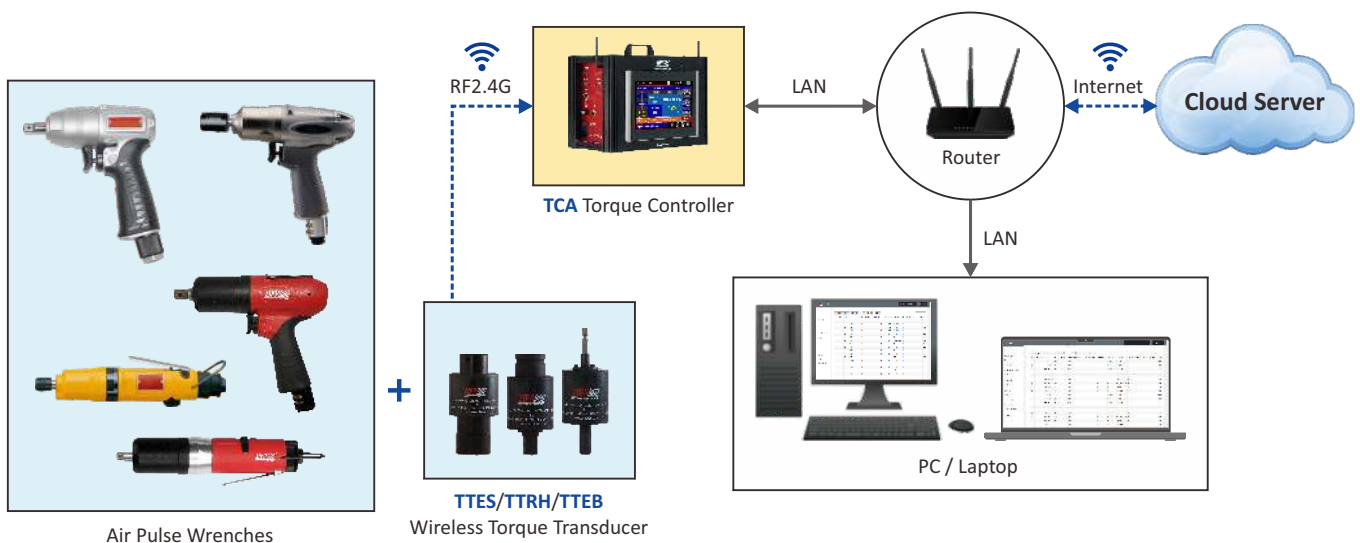 RF2.4G
TCA Torque Controller
LAN
Router
Internet
Cloud Server
LAN
PC / Laptop
+
TTES/TTRH/TTEB
Wireless Torque Transducer
Air Pulse Wrenches